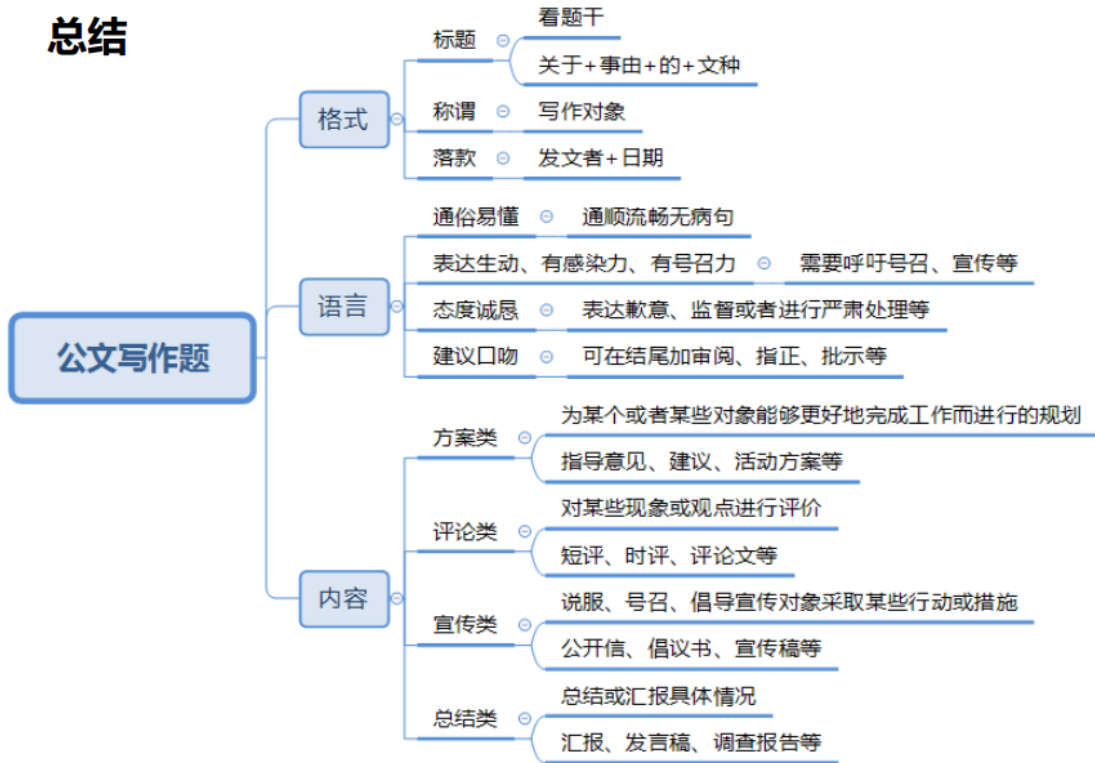 总结
公文写作题
格式
标题
看题干
关于+事由+的+文种
称谓
写作对象
落款
发文者+日期
语言
通俗易懂
通顺流畅无病句
表达生动、有感染力、有号召力
需要呼吁号召、宣传等
态度诚恳
表达歉意、监督或者进行严肃处理等
建议口吻
可在结尾加审阅、指正、批示等
内容
方案类
为某个或者某些对象能够更好地完成工作而进行的规划
指导意见、建议、活动方案等
评论类
对某些现象或观点进行评价
短评、时评、评论文等
宣传类
说服、号召、倡导宣传对象采取某些行动或措施
公开信、倡议书、宣传稿等
总结类
总结或汇报具体情况
汇报、发言稿、调查报告等